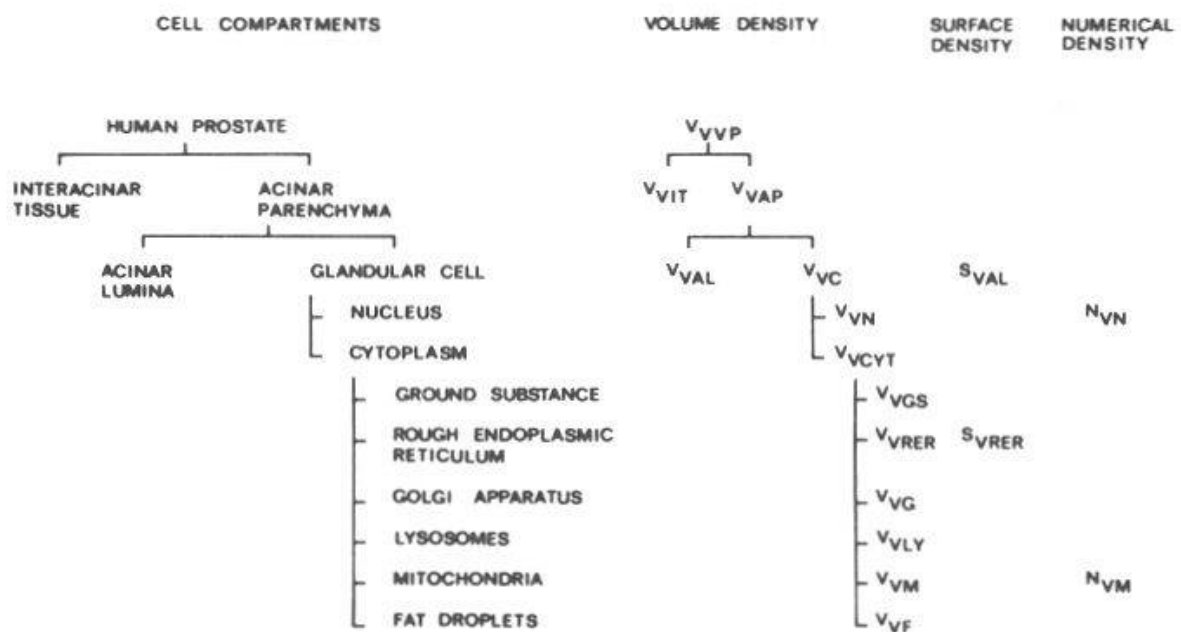 CELL COMPARTMENTS VOLUME DENSITY SURFACE DENSITY NUMERICAL DENSITY
HUMAN PROSTATE VVVP
INTERACINAR TISSUE ACINAR PARENCHYMA VVIT VVAP
ACINAR LUMINA GLANDULAR CELL VVAL VVC SVAL
NUCLEUS VVN NVN
CYTOPLASM VVCYT
GROUND SUBSTANCE VVGS
ROUGH ENDOPLASMIC RETICULUM VVRER SVRER
GOLGI APPARATUS VVG
LYSOSOMES VVLY
MITOCHONDRIA VVM NVM
FAT DROPLETS VVF